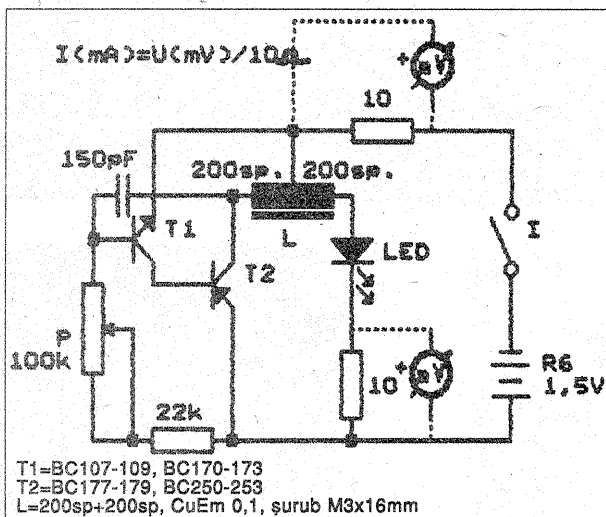 I(mA)=U(mV)/10Ω
+
mV
10
150pF
200sp. 200sp.
T1
L
I
LED
T2
P
100k
10
+
mV
R6
1,5V
22k
T1=BC107-109, BC170-173
T2=BC177-179, BC250-253
L=200sp+200sp, CuEm 0,1, şurub M3x16mm